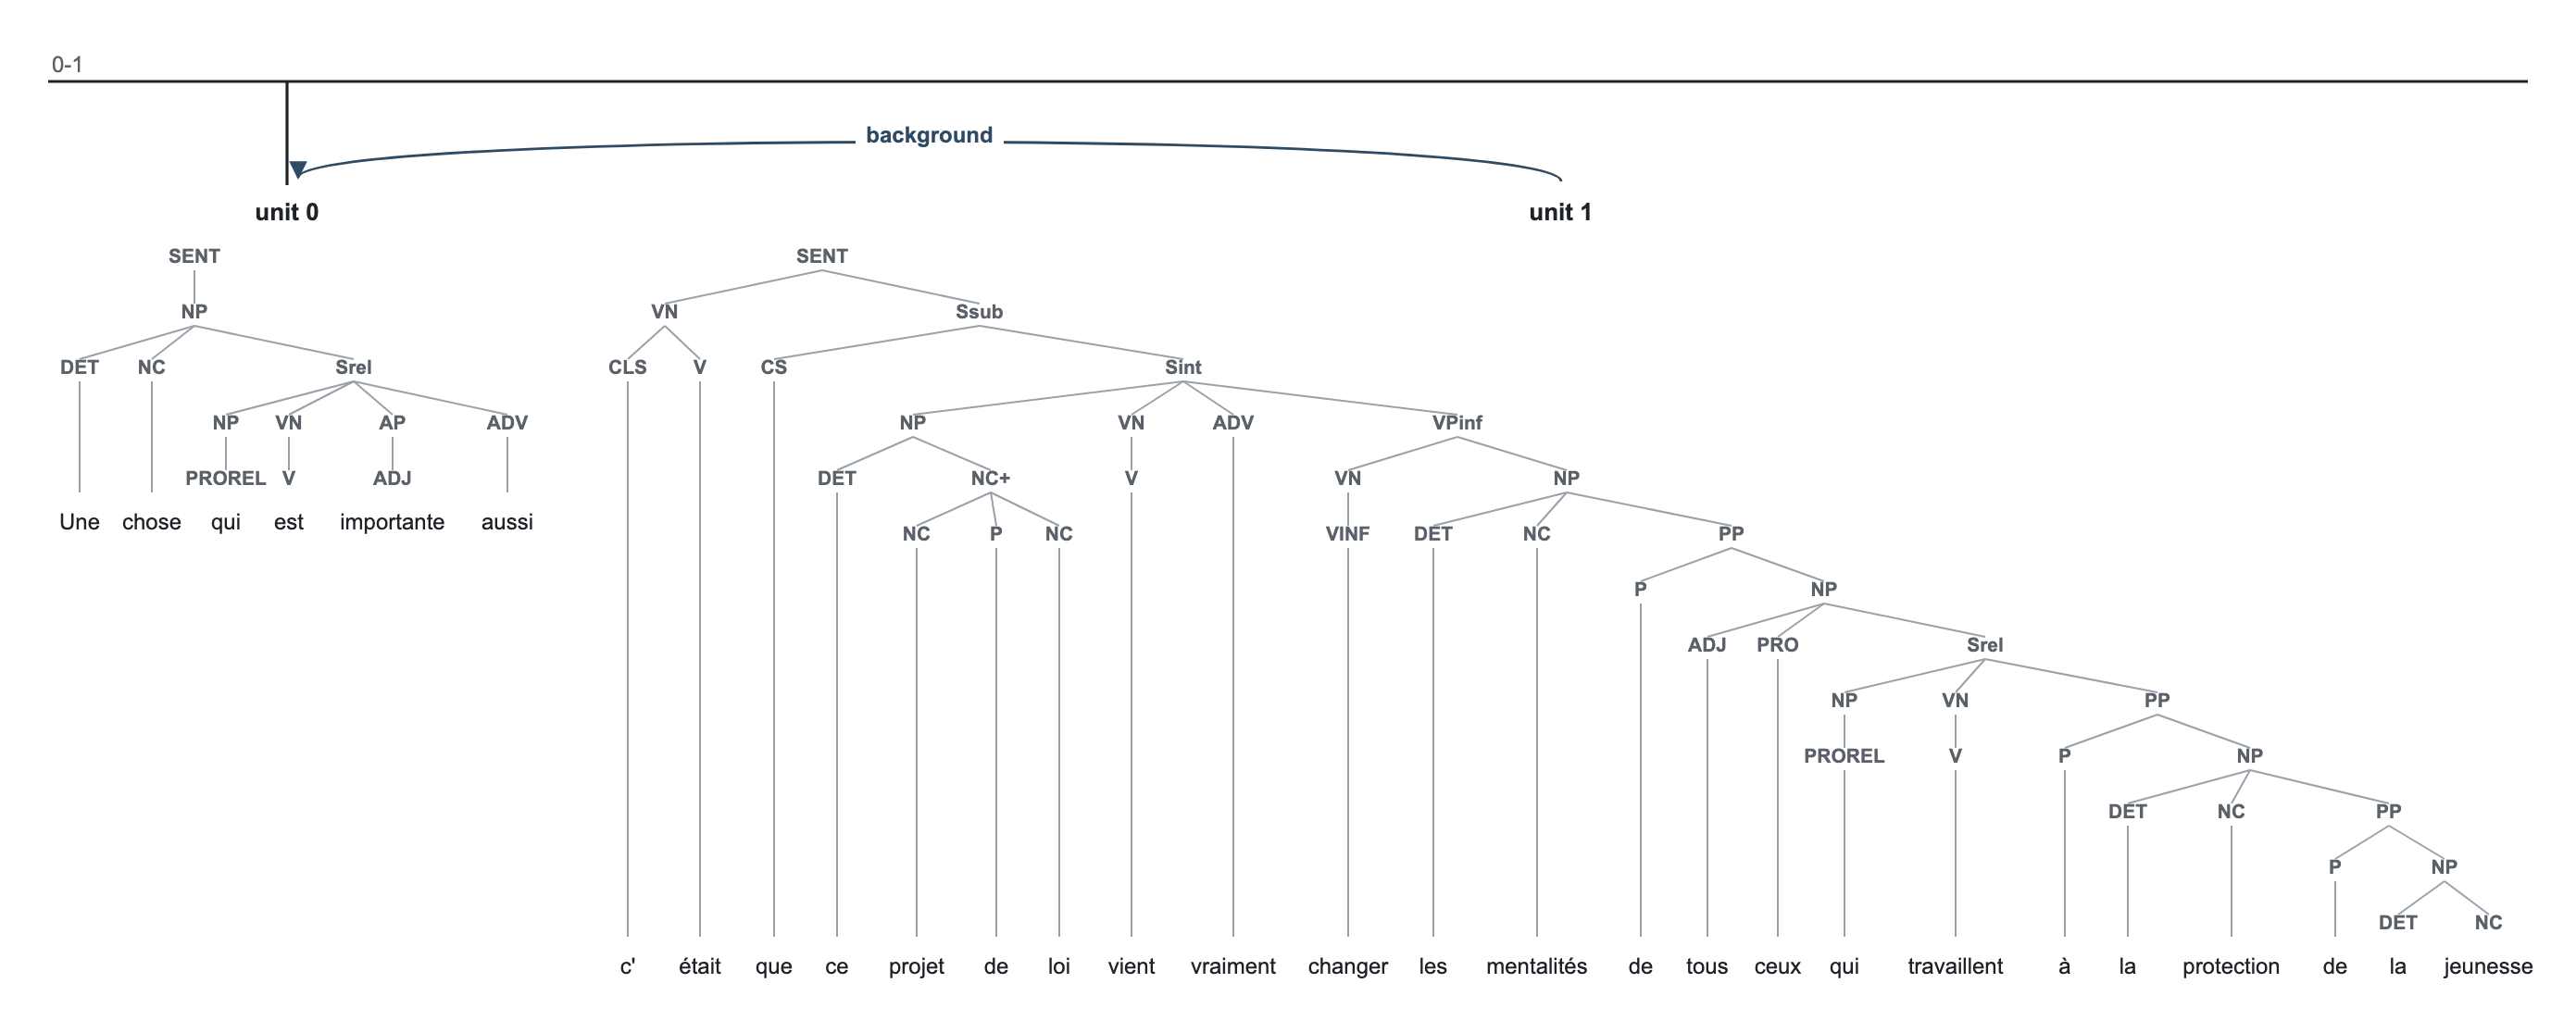 0-1
background
unit 0 unit 1
SENT SENT
NP VN Ssub
DET NC Srel CLS V CS Sint
NP VN AP ADV NP VN ADV VPinf
PROREL V ADJ DET NC+ V VN NP
Une chose qui est importante aussi
NC P NC VINF DET NC PP
P NP
ADJ PRO Srel
NP VN PP
PROREL V P NP
DET NC PP
P NP
DET NC
c' était que ce projet de loi vient vraiment changer les mentalités de tous ceux qui travaillent à la protection de la jeunesse